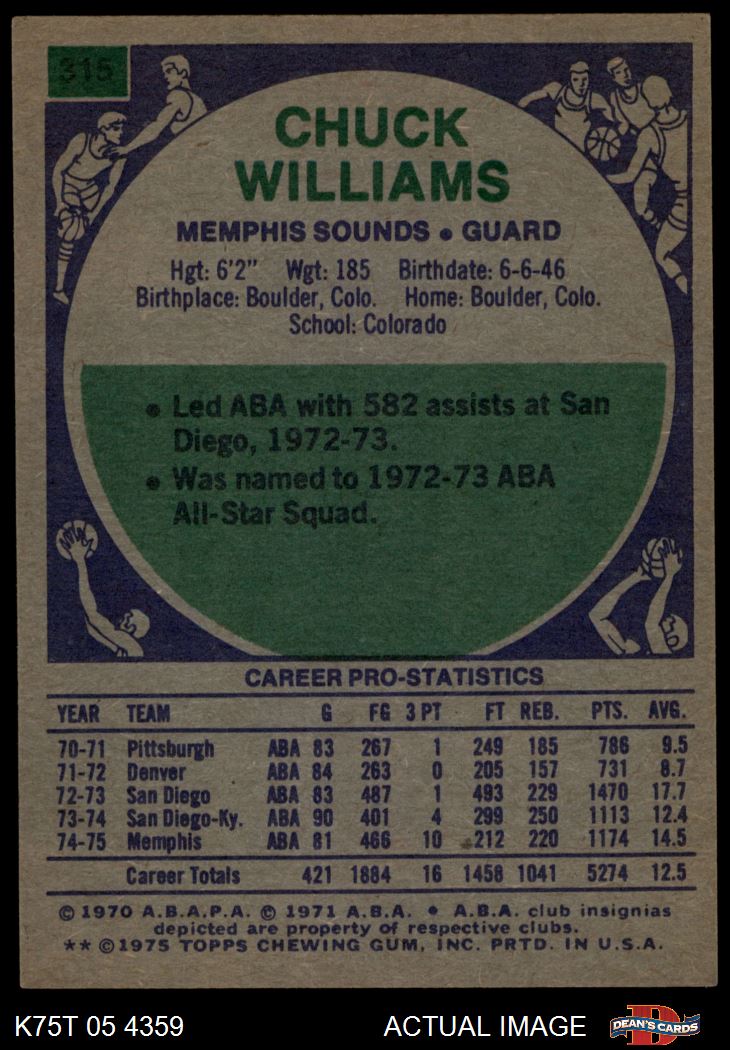 315
CHUCK
WILLIAMS
MEMPHIS SOUNDS • GUARD
Hgt: 6'2" Wgt: 185 Birthdate: 6-6-46
Birthplace: Boulder, Colo. Home: Boulder, Colo.
School: Colorado
• Led ABA with 582 assists at San
Diego, 1972-73.
• Was named to 1972-73 ABA
All-Star Squad.
CAREER PRO-STATISTICS
YEAR TEAM G FG 3 PT FT REB. PTS. AVG.
70-71 Pittsburgh ABA 83 267 1 249 185 786 9.5
71-72 Denver ABA 84 263 0 205 157 731 8.7
72-73 San Diego ABA 83 487 1 493 229 1470 17.7
73-74 San Diego-Ky. ABA 90 401 4 299 250 1113 12.4
74-75 Memphis ABA 81 466 10 212 220 1174 14.5
Career Totals 421 1884 16 1458 1041 5274 12.5
© 1970 A.B.A.P.A. © 1971 A.B.A. • A.B.A. club insignias
depicted are property of respective clubs.
** © 1975 TOPPS CHEWING GUM, INC. PRTD. IN U.S.A.
K75T 05 4359 ACTUAL IMAGE DEAN'S CARDS